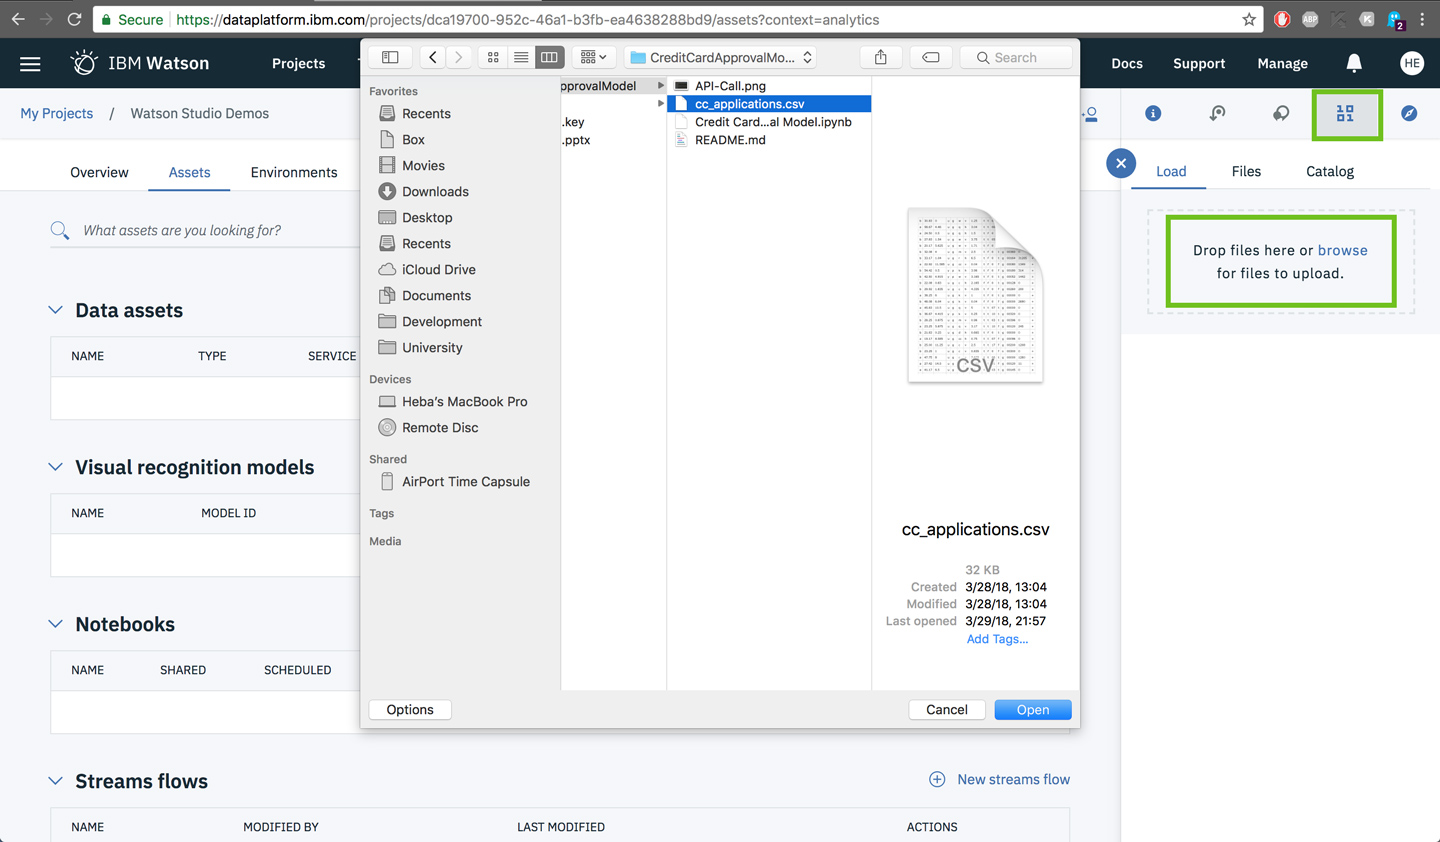 Secure https://dataplatform.ibm.com/projects/dca19700-952c-46a1-b3fb-ea4638288bd9/assets?context=analytics
ABP
K
2
IBM Watson
Projects
Docs
Support
Manage
HE
CreditCardApprovalMo...
Search
My Projects / Watson Studio Demos
Overview
Assets
Environments
What assets are you looking for?
Data assets
NAME TYPE SERVICE
Visual recognition models
NAME MODEL ID
Notebooks
NAME SHARED SCHEDULED
Streams flows
New streams flow
NAME MODIFIED BY LAST MODIFIED ACTIONS
Favorites
Recents
Box
Movies
Downloads
Desktop
Recents
iCloud Drive
Documents
Development
University
Devices
Heba's MacBook Pro
Remote Disc
Shared
AirPort Time Capsule
Tags
Media
pprovalModel
.key
.pptx
API-Call.png
cc_applications.csv
Credit Card...al Model.ipynb
README.md
CSV
cc_applications.csv
32 KB
Created 3/28/18, 13:04
Modified 3/28/18, 13:04
Last opened 3/29/18, 21:57
Add Tags...
Options
Cancel
Open
Load
Files
Catalog
Drop files here or browse
for files to upload.